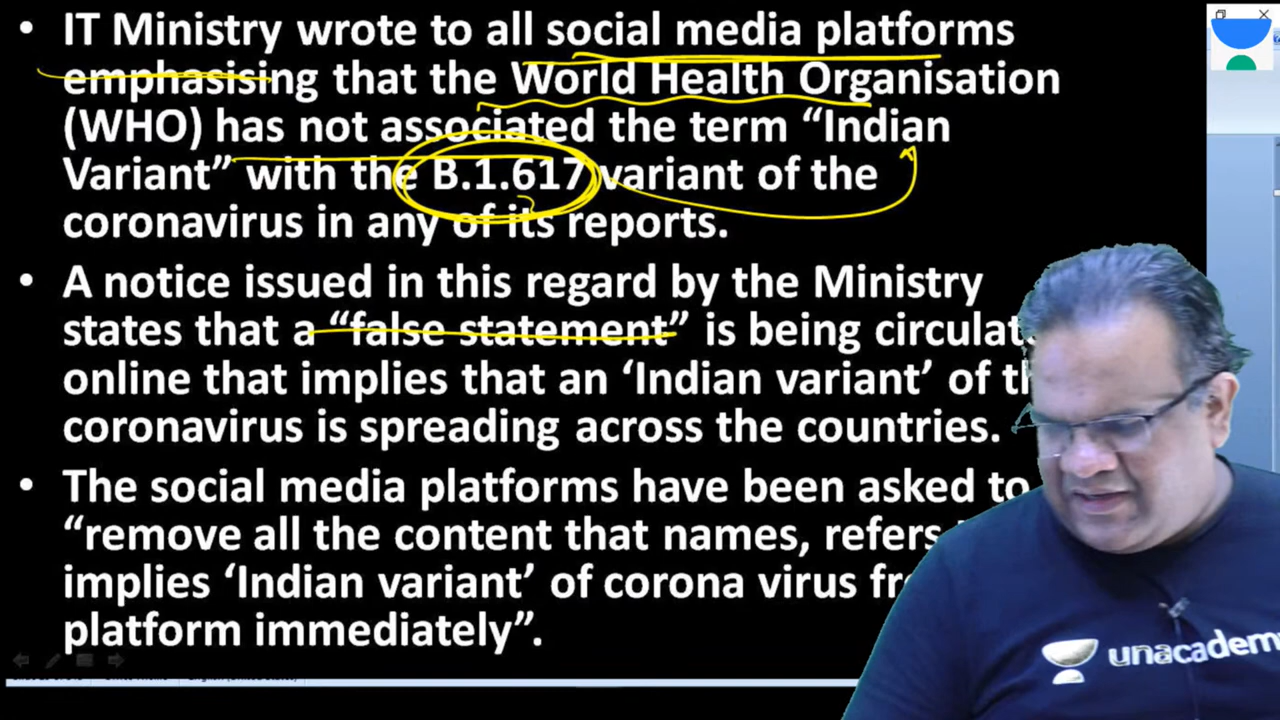 • IT Ministry wrote to all social media platforms
emphasising that the World Health Organisation
(WHO) has not associated the term “Indian
Variant” with the B.1.617 variant of the
coronavirus in any of its reports.
• A notice issued in this regard by the Ministry
states that a “false statement” is being
online that implies that an ‘Indian variant’ of
coronavirus is spreading across the countries.
• The social media platforms have been asked to
“remove all the content that names, refers
implies ‘Indian variant’ of corona virus
platform immediately”.
unacadem